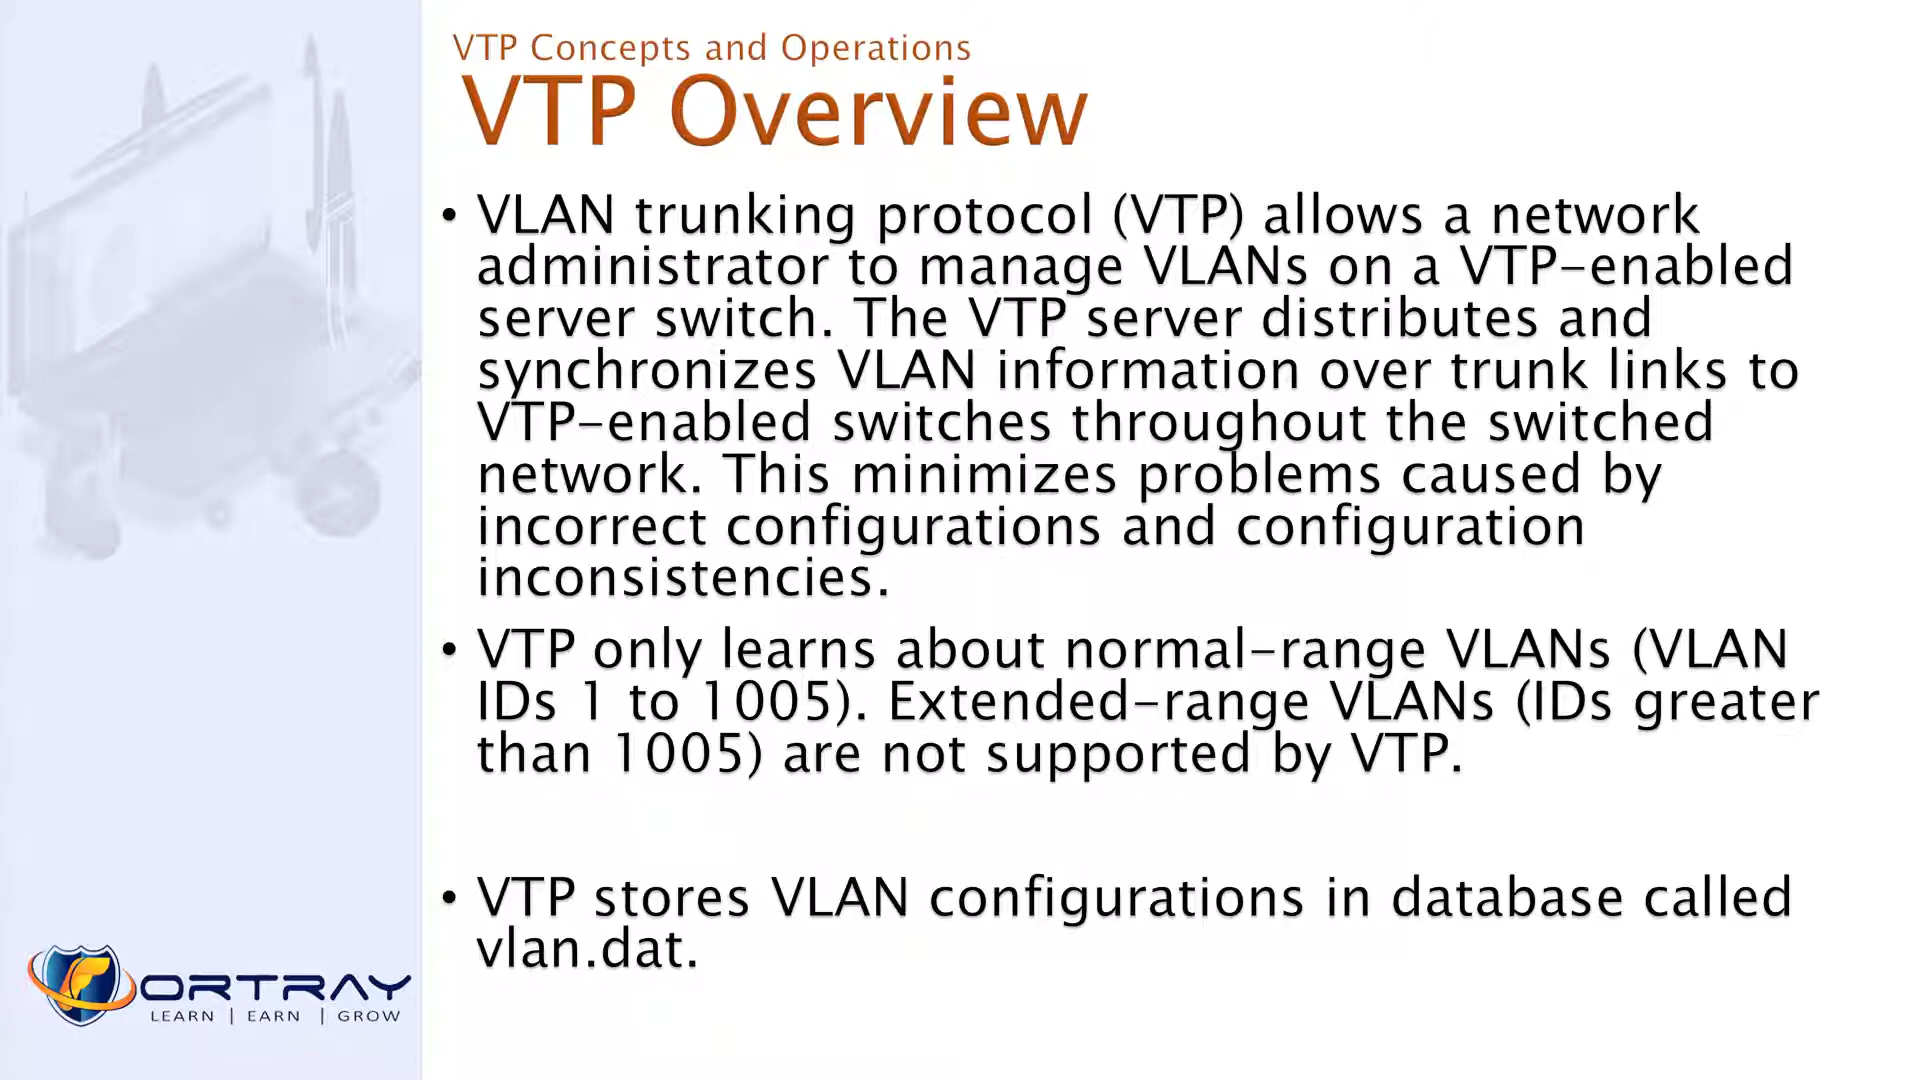 VTP Concepts and Operations
VTP Overview
• VLAN trunking protocol (VTP) allows a network
administrator to manage VLANs on a VTP-enabled
server switch. The VTP server distributes and
synchronizes VLAN information over trunk links to
VTP-enabled switches throughout the switched
network. This minimizes problems caused by
incorrect configurations and configuration
inconsistencies.
• VTP only learns about normal-range VLANs (VLAN
IDs 1 to 1005). Extended-range VLANs (IDs greater
than 1005) are not supported by VTP.
• VTP stores VLAN configurations in database called
vlan.dat.
ORTRAY
LEARN | EARN | GROW